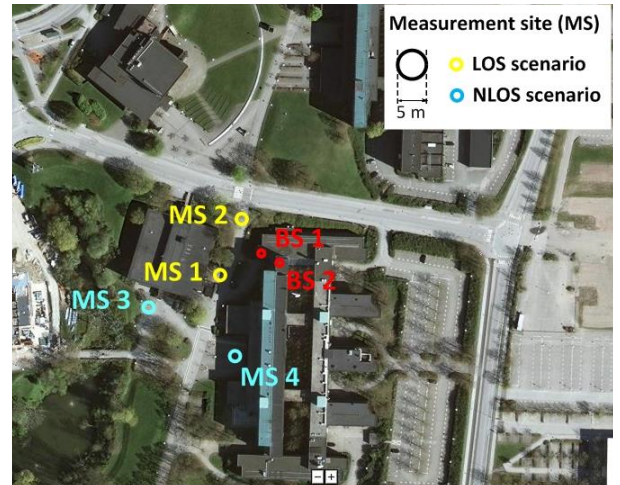 Measurement site (MS)
LOS scenario
NLOS scenario
5 m
MS 2
BS 1
MS 1
BS 2
MS 3
MS 4
− +